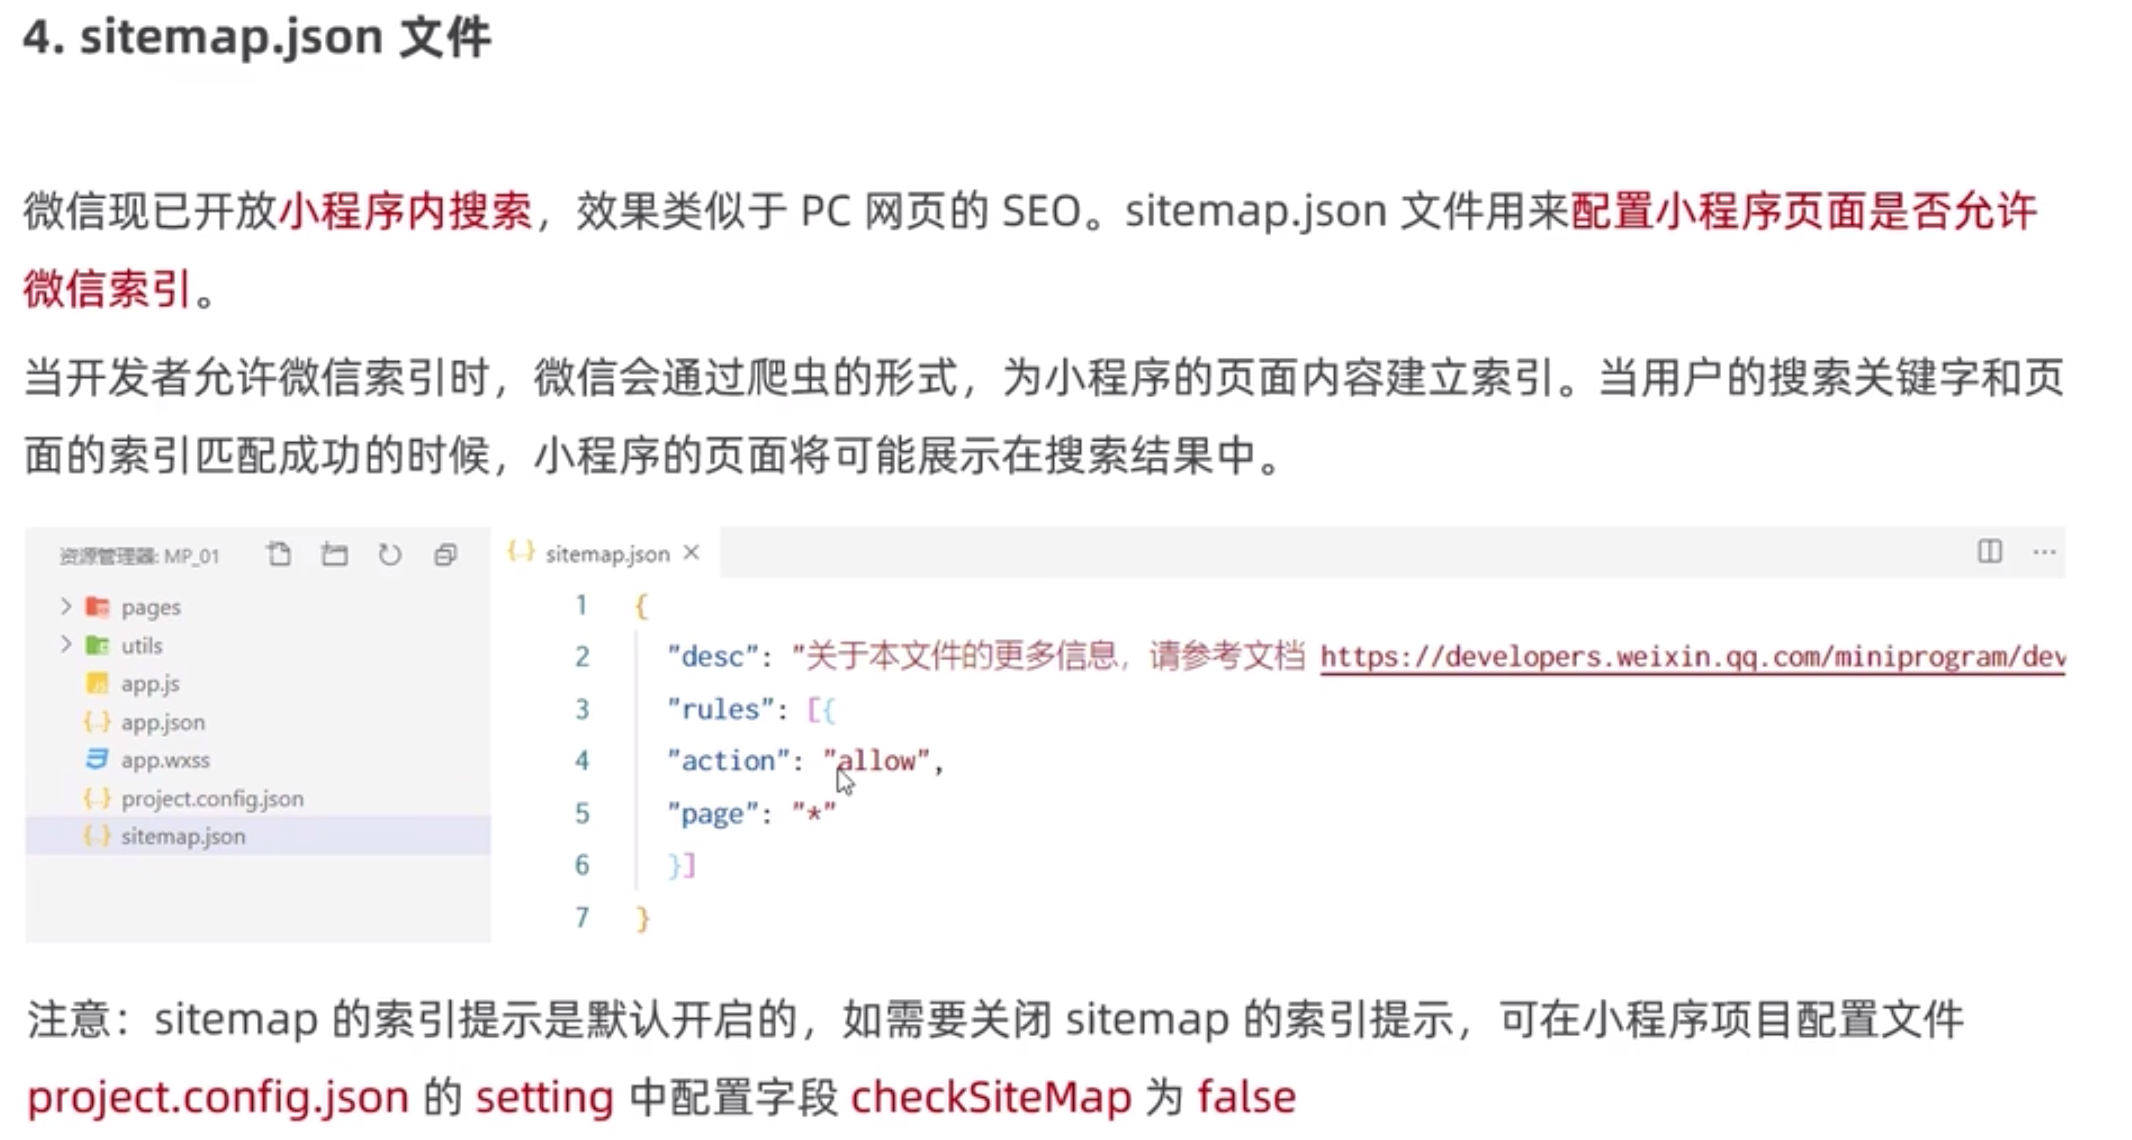 4. sitemap.json 文件
微信现已开放小程序内搜索，效果类似于 PC 网页的 SEO。sitemap.json 文件用来配置小程序页面是否允许
微信索引。
当开发者允许微信索引时，微信会通过爬虫的形式，为小程序的页面内容建立索引。当用户的搜索关键字和页
面的索引匹配成功的时候，小程序的页面将可能展示在搜索结果中。
资源管理器: MP_01
pages
utils
app.js
app.json
app.wxss
project.config.json
sitemap.json
sitemap.json ×
1 {
2 "desc": "关于本文件的更多信息，请参考文档 https://developers.weixin.qq.com/miniprogram/dev
3 "rules": [{
4 "action": "allow",
5 "page": "*"
6 }]
7 }
注意：sitemap 的索引提示是默认开启的，如需要关闭 sitemap 的索引提示，可在小程序项目配置文件
project.config.json 的 setting 中配置字段 checkSiteMap 为 false